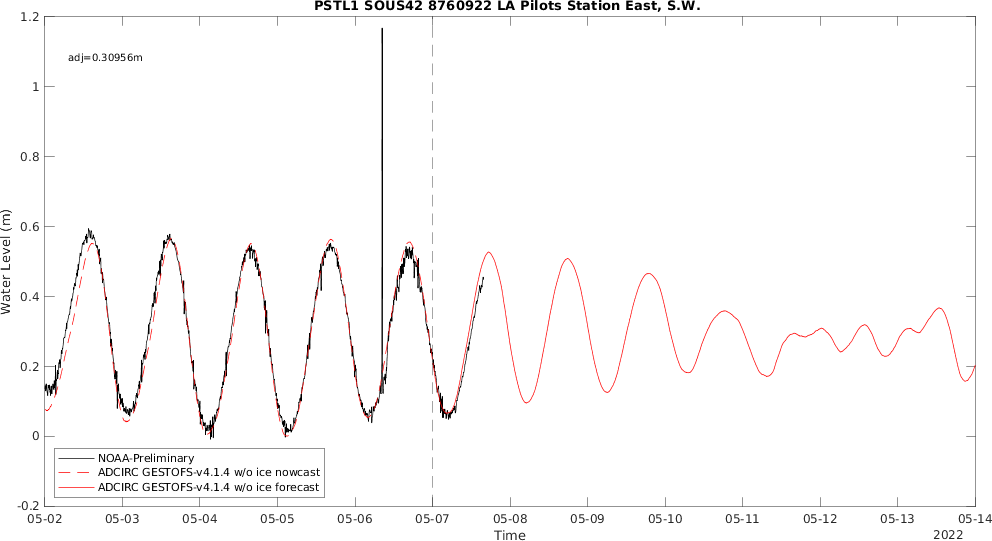 PSTL1 SOUS42 8760922 LA Pilots Station East, S.W.
1.2
adj=0.30956m
1
0.8
0.6
Water Level (m)
0.4
0.2
0
NOAA-Preliminary
ADCIRC GESTOFS-v4.1.4 w/o ice nowcast
ADCIRC GESTOFS-v4.1.4 w/o ice forecast
-0.2
05-02 05-03 05-04 05-05 05-06 05-07 05-08 05-09 05-10 05-11 05-12 05-13 05-14
Time
2022